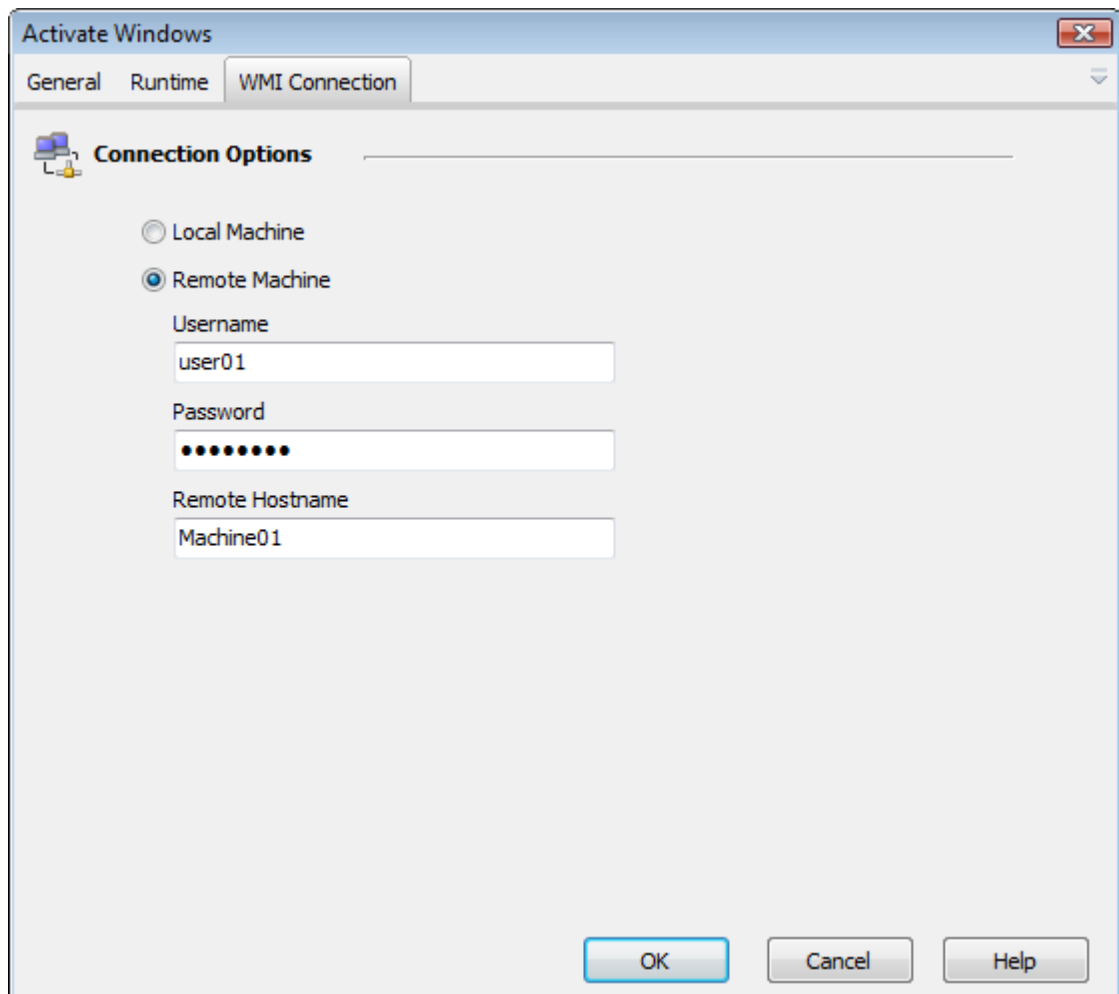 Activate Windows
General Runtime WMI Connection
Connection Options
Local Machine
Remote Machine
Username
user01
Password
••••••••
Remote Hostname
Machine01
OK Cancel Help